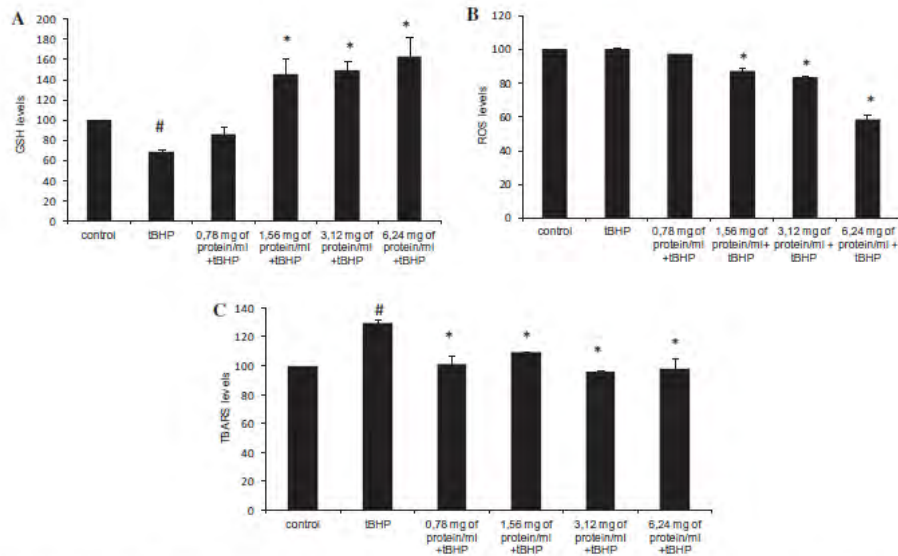 A
200
180
160
140
120
100
80
60
40
20
0
GSH levels
#
*
*
*
control
tBHP
0,78 mg of
protein/ml
+tBHP
1,56 mg of
protein/ml
+tBHP
3,12 mg of
protein/ml
+tBHP
6,24 mg of
protein/ml
+tBHP
B
120
100
80
60
40
20
0
ROS levels
*
*
*
control
tBHP
0,78 mg of
protein/ml
+tBHP
1,56 mg of
protein/ml+
tBHP
3,12 mg of
protein/ml +
tBHP
6,24 mg of
protein/ml +
tBHP
C
140
120
100
80
60
40
20
0
TBARS levels
#
*
*
*
*
control
tBHP
0,78 mg of
protein/ml
+tBHP
1,56 mg of
protein/ml
+tBHP
3,12 mg of
protein/ml
+tBHP
6,24 mg of
protein/ml
+tBHP